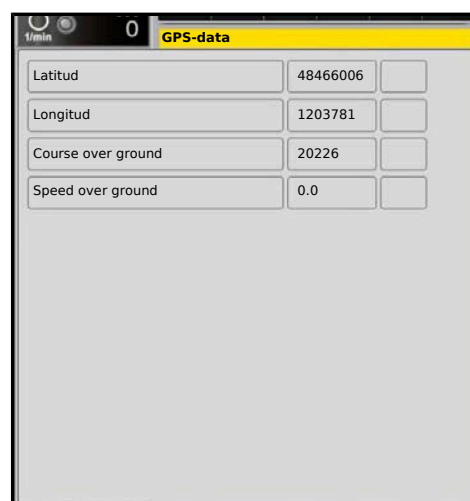 1/min
0
GPS-data
Latitud 48466006
Longitud 1203781
Course over ground 20226
Speed over ground 0.0